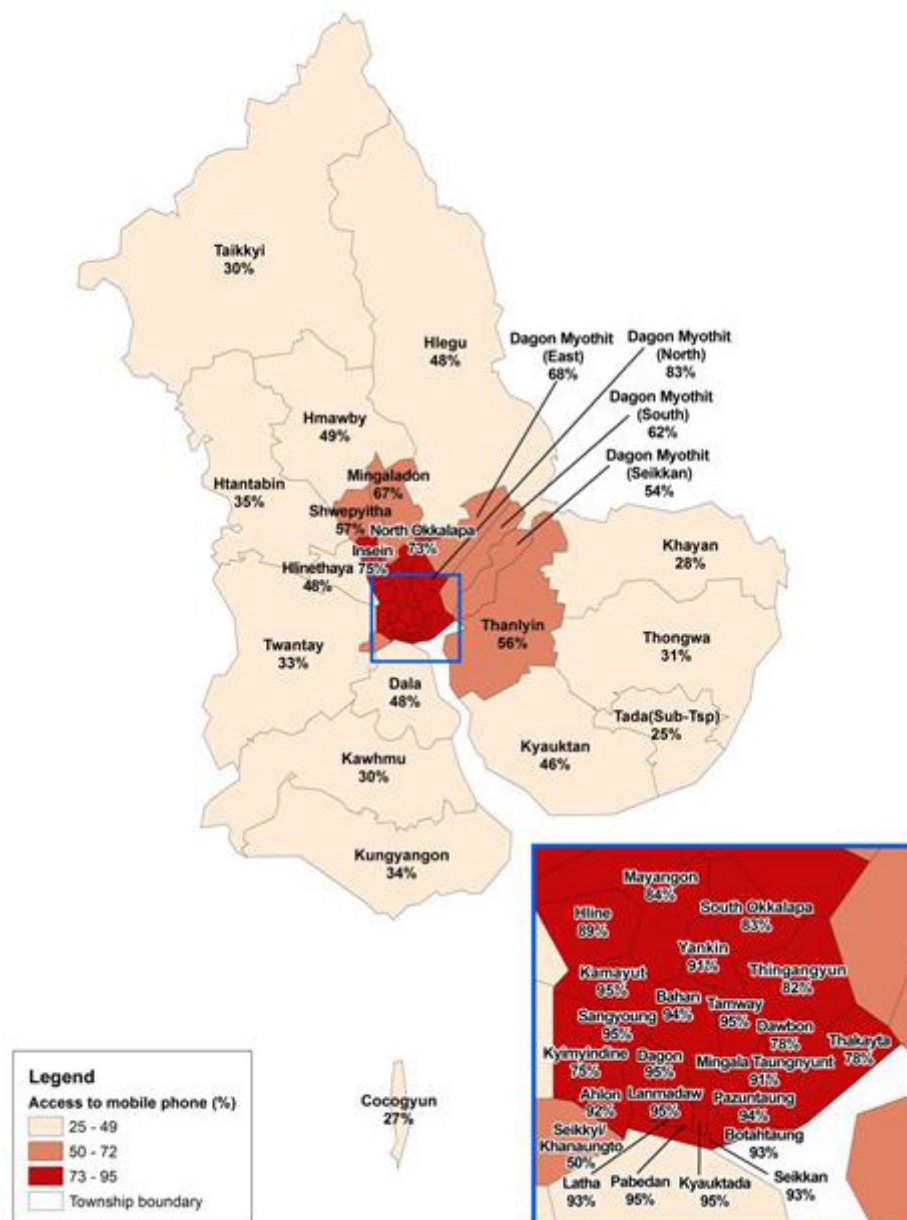 Taikkyi
30%
Hlegu
48%
Dagon Myothit
(East)
68%
Dagon Myothit
(North)
83%
Dagon Myothit
(South)
62%
Dagon Myothit
(Seikkan)
54%
Hmawby
49%
Htantabin
35%
Mingaladon
67%
Shwepyitha
57%
North Okkalapa
73%
Insein
75%
Hlinethaya
48%
Khayan
28%
Thanlyin
56%
Thongwa
31%
Twantay
33%
Dala
48%
Tada(Sub-Tsp)
25%
Kyauktan
46%
Kawhmu
30%
Kungyangon
34%
Cocogyun
27%
Legend
Access to mobile phone (%)
25 - 49
50 - 72
73 - 95
Township boundary
Mayangon
84%
South Okkalapa
83%
Hline
89%
Yankin
91%
Kamayut
95%
Thingangyun
82%
Bahan
94%
Tamway
95%
Sangyoung
95%
Dawbon
78%
Thakayta
78%
Kyimyindine
75%
Dagon
95%
Mingala Taungnyunt
91%
Ahlon
92%
Lanmadaw
95%
Pazuntaung
94%
Seikkyi/
Khanaungto
50%
Botahtaung
93%
Latha
93%
Pabedan
95%
Kyauktada
95%
Seikkan
93%